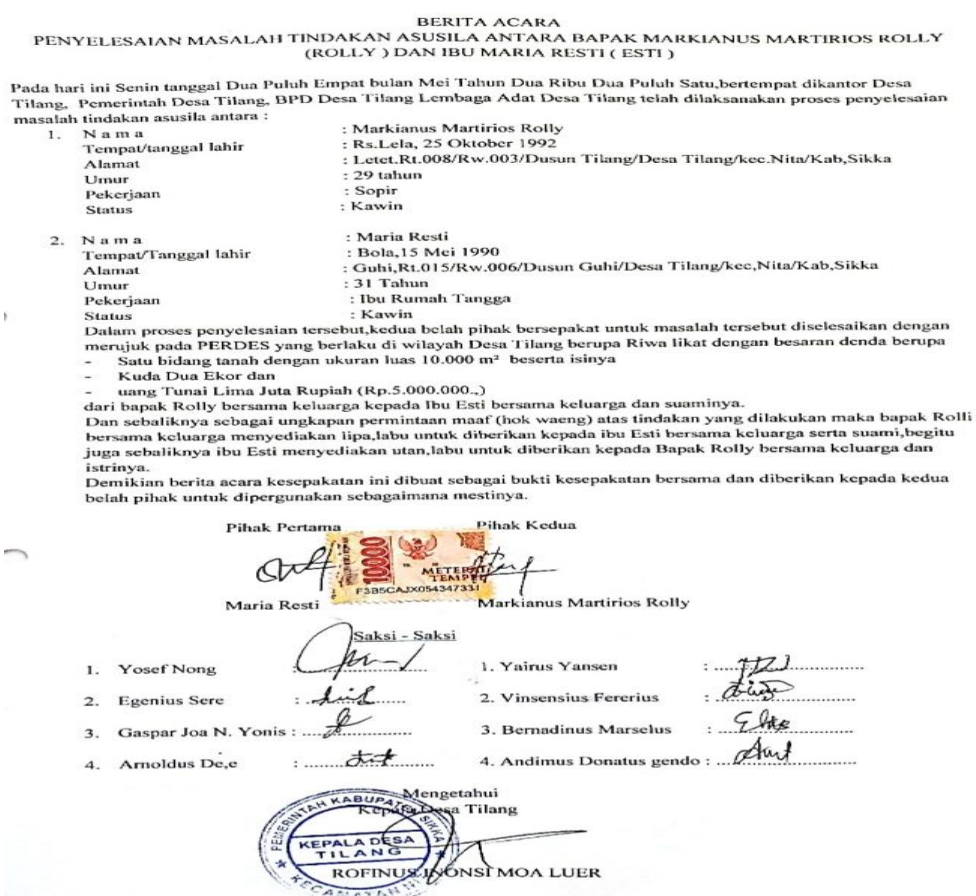 BERITA ACARA
PENYELESAIAN MASALAH TINDAKAN ASUSILA ANTARA BAPAK MARKIANUS MARTIRIOS ROLLY
(ROLLY ) DAN IBU MARIA RESTI ( ESTI )
Pada hari ini Senin tanggal Dua Puluh Empat bulan Mei Tahun Dua Ribu Dua Puluh Satu,bertempat dikantor Desa
Tilang, Pemerintah Desa Tilang, BPD Desa Tilang Lembaga Adat Desa Tilang telah dilaksanakan proses penyelesaian
masalah tindakan asusila antara :
1. N a m a : Markianus Martirios Rolly
Tempat/tanggal lahir : Rs.Lela, 25 Oktober 1992
Alamat : Letet.Rt.008/Rw.003/Dusun Tilang/Desa Tilang/kec.Nita/Kab,Sikka
Umur : 29 tahun
Pekerjaan : Sopir
Status : Kawin
2. N a m a : Maria Resti
Tempat/Tanggal lahir : Bola,15 Mei 1990
Alamat : Guhi,Rt.015/Rw.006/Dusun Guhi/Desa Tilang/kec,Nita/Kab,Sikka
Umur : 31 Tahun
Pekerjaan : Ibu Rumah Tangga
Status : Kawin
Dalam proses penyelesaian tersebut,kedua belah pihak bersepakat untuk masalah tersebut diselesaikan dengan
merujuk pada PERDES yang berlaku di wilayah Desa Tilang berupa Riwa likat dengan besaran denda berupa
- Satu bidang tanah dengan ukuran luas 10.000 m² beserta isinya
- Kuda Dua Ekor dan
- uang Tunai Lima Juta Rupiah (Rp.5.000.000.,)
dari bapak Rolly bersama keluarga kepada Ibu Esti bersama keluarga dan suaminya.
Dan sebaliknya sebagai ungkapan permintaan maaf (hok waeng) atas tindakan yang dilakukan maka bapak Rolli
bersama keluarga menyediakan lipa,labu untuk diberikan kepada ibu Esti bersama keluarga serta suami,begitu
juga sebaliknya ibu Esti menyediakan utan,labu untuk diberikan kepada Bapak Rolly bersama keluarga dan
istrinya.
Demikian berita acara kesepakatan ini dibuat sebagai bukti kesepakatan bersama dan diberikan kepada kedua
belah pihak untuk dipergunakan sebagaimana mestinya.
Pihak Pertama Pihak Kedua
10000
METERAI
TEMPEL
F3B5CAJX054347331
Maria Resti Markianus Martirios Rolly
Saksi - Saksi
1. Yosef Nong : 1. Yairus Yansen :
2. Egenius Sere : 2. Vinsensius Fererius :
3. Gaspar Joa N. Yonis : 3. Bernadinus Marselus :
4. Arnoldus De,e : 4. Andimus Donatus gendo :
Mengetahui
Kepala Desa Tilang
PEMERINTAH KABUPATEN SIKKA
KEPALA DESA
TILANG
ROFINUS INONSI MOA LUER